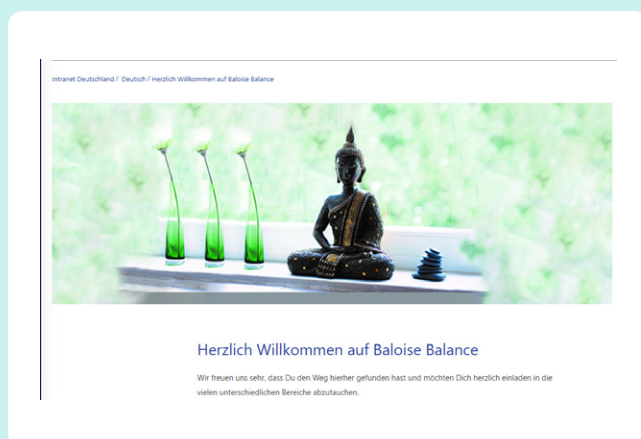 Intranet Deutschland / Deutsch / Herzlich Willkommen auf Baloise Balance
Herzlich Willkommen auf Baloise Balance
Wir freuen uns sehr, dass Du den Weg hierher gefunden hast und möchten Dich herzlich einladen in die
vielen unterschiedlichen Bereiche abzutauchen.